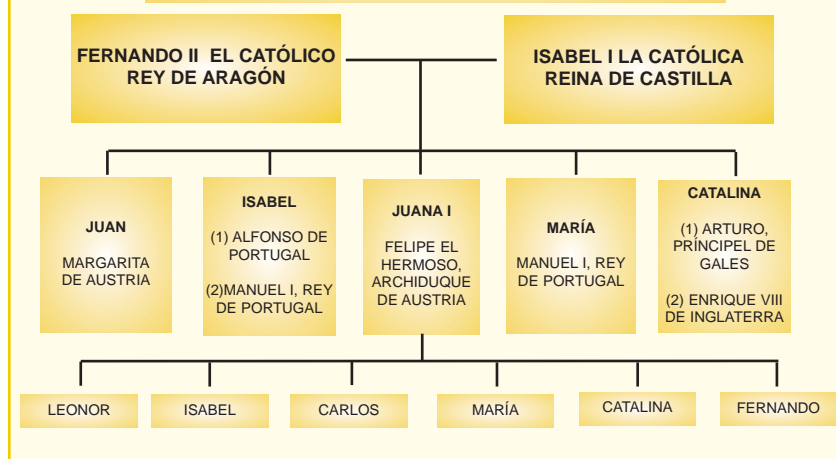 FERNANDO II EL CATÓLICO
REY DE ARAGÓN
ISABEL I LA CATÓLICA
REINA DE CASTILLA
JUAN
MARGARITA
DE AUSTRIA
ISABEL
(1) ALFONSO DE
PORTUGAL
(2)MANUEL I, REY
DE PORTUGAL
JUANA I
FELIPE EL
HERMOSO,
ARCHIDUQUE
DE AUSTRIA
MARÍA
MANUEL I, REY
DE PORTUGAL
CATALINA
(1) ARTURO,
PRÍNCIPEL DE
GALES
(2) ENRIQUE VIII
DE INGLATERRA
LEONOR
ISABEL
CARLOS
MARÍA
CATALINA
FERNANDO